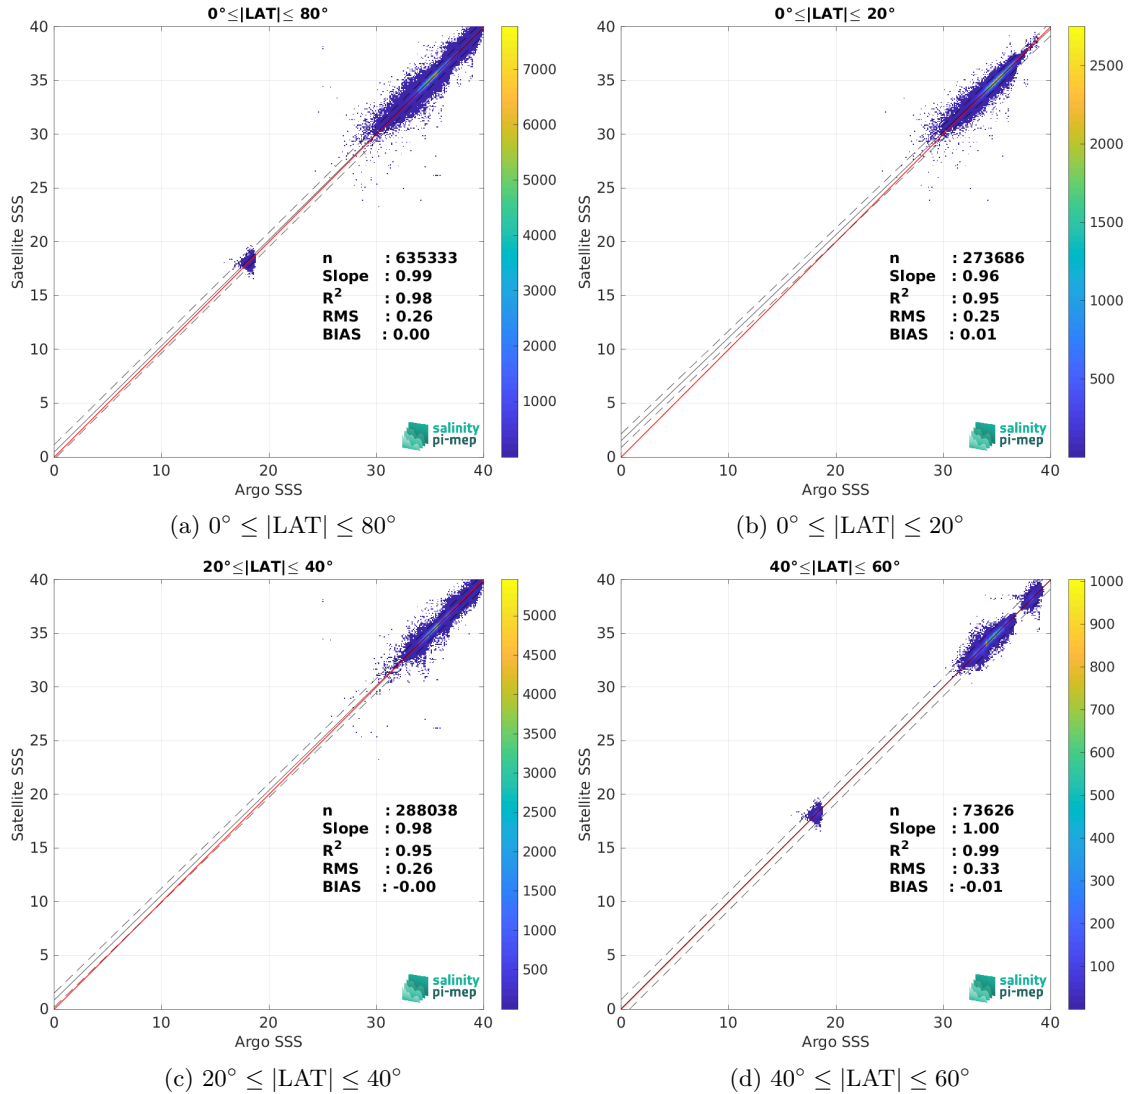 0°≤|LAT|≤ 80°
40
35
30
25
20
15
10
5
0
Satellite SSS
0
10
20
30
40
Argo SSS
7000
6000
5000
4000
3000
2000
1000
n : 635333
Slope : 0.99
R² : 0.98
RMS : 0.26
BIAS : 0.00
salinity
pi-mep
(a) 0° ≤ |LAT| ≤ 80°
0°≤|LAT|≤ 20°
40
35
30
25
20
15
10
5
0
Satellite SSS
0
10
20
30
40
Argo SSS
2500
2000
1500
1000
500
n : 273686
Slope : 0.96
R² : 0.95
RMS : 0.25
BIAS : 0.01
salinity
pi-mep
(b) 0° ≤ |LAT| ≤ 20°
20°≤|LAT|≤ 40°
40
35
30
25
20
15
10
5
0
Satellite SSS
0
10
20
30
40
Argo SSS
5000
4500
4000
3500
3000
2500
2000
1500
1000
500
n : 288038
Slope : 0.98
R² : 0.95
RMS : 0.26
BIAS : -0.00
salinity
pi-mep
(c) 20° ≤ |LAT| ≤ 40°
40°≤|LAT|≤ 60°
40
35
30
25
20
15
10
5
0
Satellite SSS
0
10
20
30
40
Argo SSS
1000
900
800
700
600
500
400
300
200
100
n : 73626
Slope : 1.00
R² : 0.99
RMS : 0.33
BIAS : -0.01
salinity
pi-mep
(d) 40° ≤ |LAT| ≤ 60°